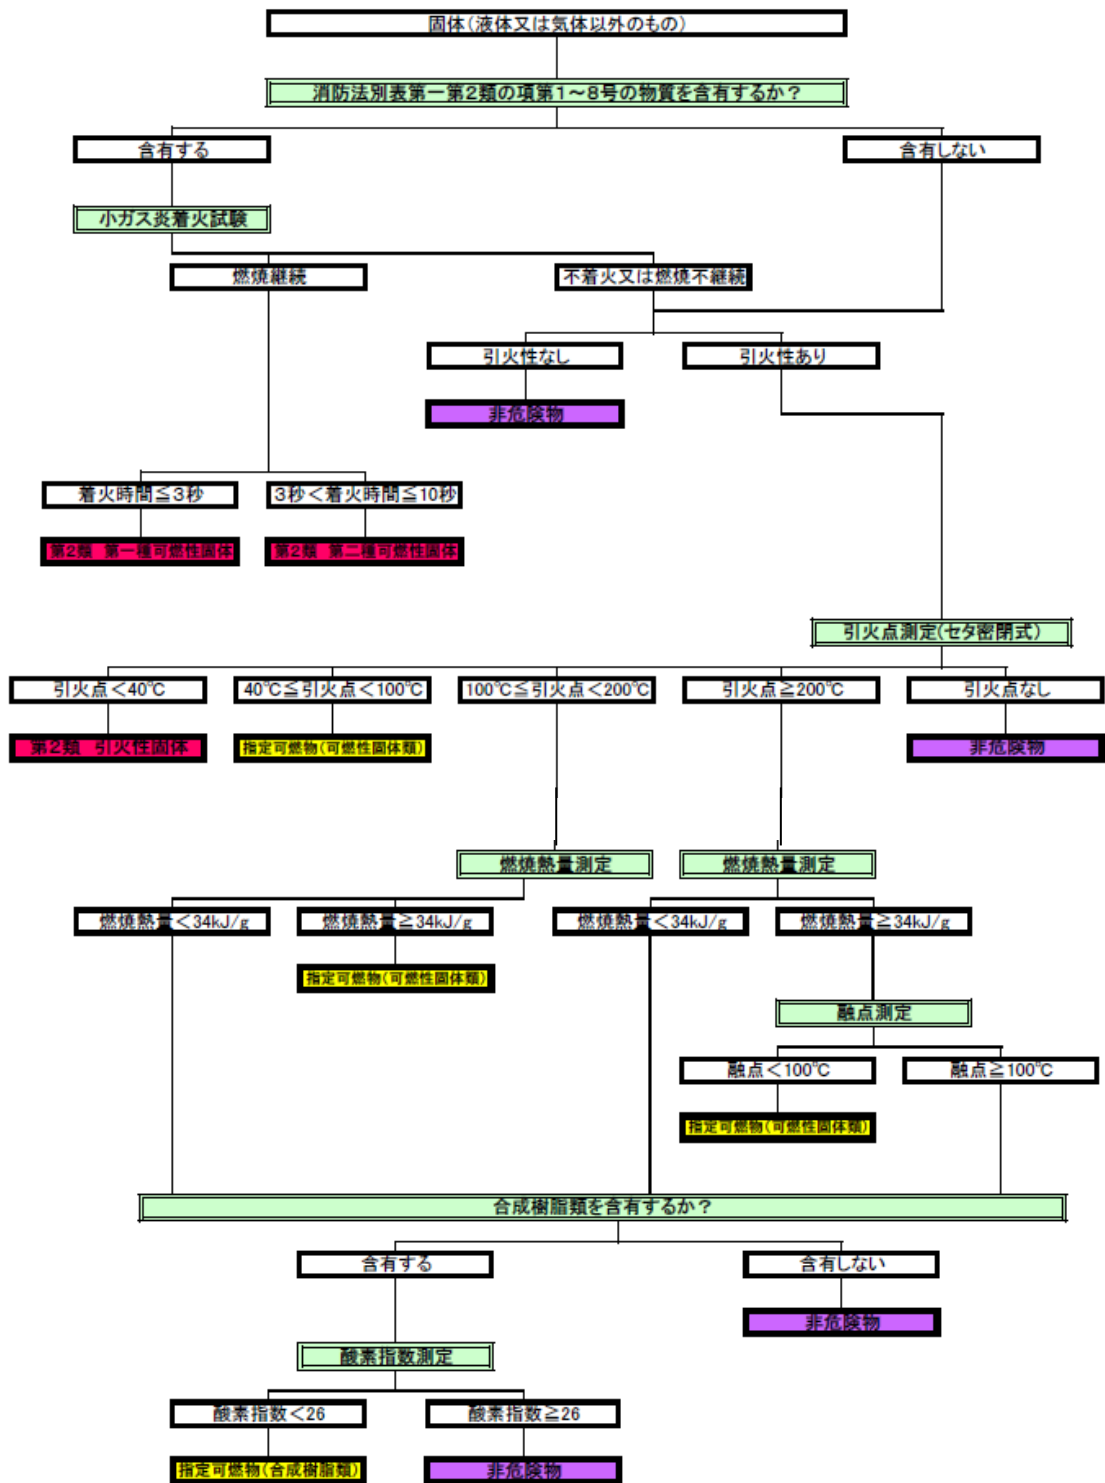 固体(液体又は気体以外のもの)
消防法別表第一第2類の項第1～8号の物質を含有するか？
含有する
含有しない
小ガス炎着火試験
燃焼継続
不着火又は燃焼不継続
引火性なし
引火性あり
非危険物
着火時間≦3秒
3秒＜着火時間≦10秒
第2類 第一種可燃性固体
第2類 第二種可燃性固体
引火点測定(セタ密閉式)
引火点＜40℃
40℃≦引火点＜100℃
100℃≦引火点＜200℃
引火点≧200℃
引火点なし
第2類 引火性固体
指定可燃物(可燃性固体類)
非危険物
燃焼熱量測定
燃焼熱量測定
燃焼熱量＜34kJ/g
燃焼熱量≧34kJ/g
燃焼熱量＜34kJ/g
燃焼熱量≧34kJ/g
指定可燃物(可燃性固体類)
融点測定
融点＜100℃
融点≧100℃
指定可燃物(可燃性固体類)
合成樹脂類を含有するか？
含有する
含有しない
非危険物
酸素指数測定
酸素指数＜26
酸素指数≧26
指定可燃物(合成樹脂類)
非危険物